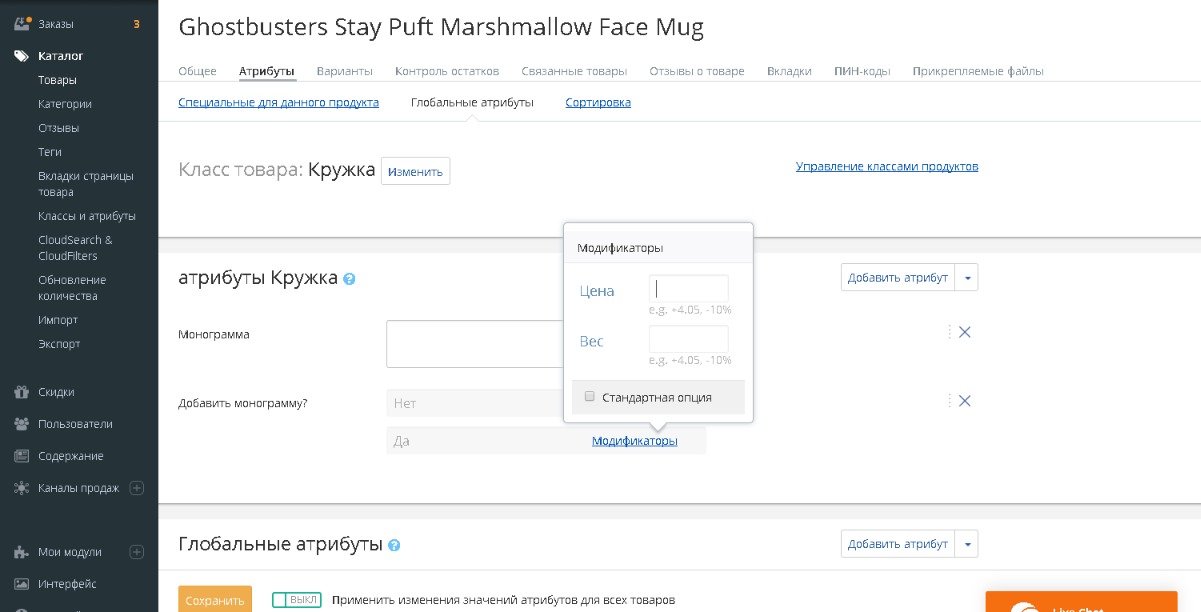 Заказы 3
Каталог
Товары
Категории
Отзывы
Теги
Вкладки страницы
товара
Классы и атрибуты
CloudSearch &
CloudFilters
Обновление
количества
Импорт
Экспорт
Скидки
Пользователи
Содержание
Каналы продаж
Мои модули
Интерфейс
Ghostbusters Stay Puft Marshmallow Face Mug
Общее Атрибуты Варианты Контроль остатков Связанные товары Отзывы о товаре Вкладки ПИН-коды Прикрепляемые файлы
Специальные для данного продукта Глобальные атрибуты Сортировка
Класс товара: Кружка Изменить Управление классами продуктов
атрибуты Кружка ? Добавить атрибут
Монограмма
Добавить монограмму? Нет
Да Модификаторы
Модификаторы
Цена
e.g. +4.05, -10%
Вес
e.g. +4.05, -10%
Стандартная опция
Глобальные атрибуты ? Добавить атрибут
Сохранить ВЫКЛ Применить изменения значений атрибутов для всех товаров
Live Chat